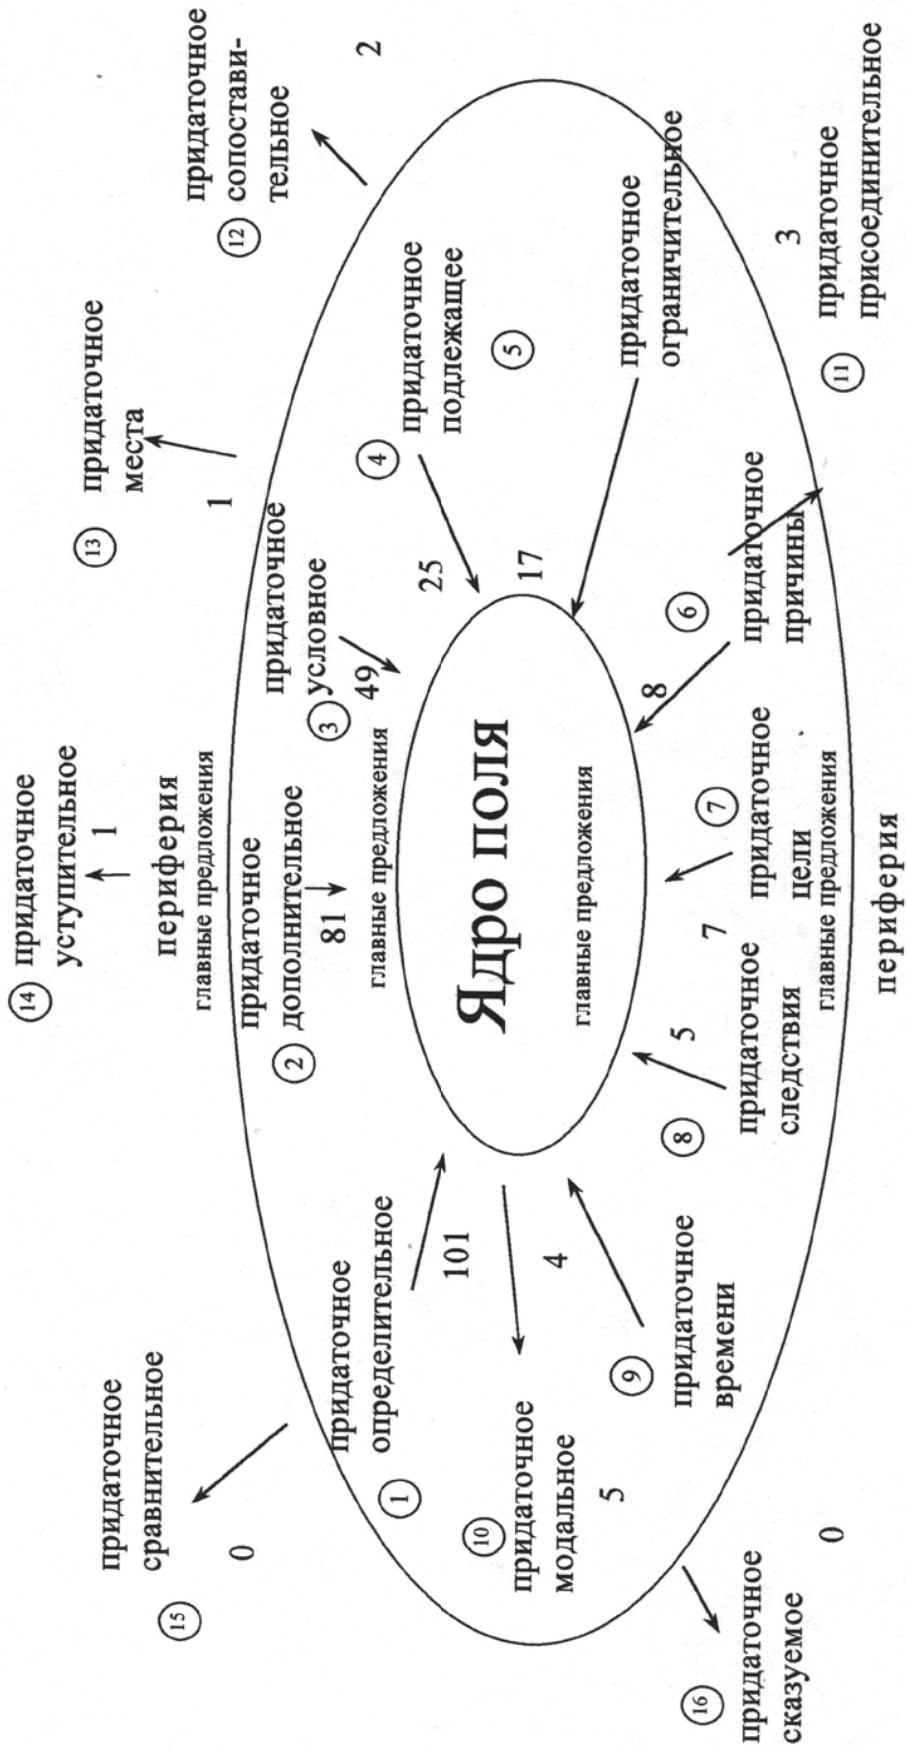 14
придаточное
уступительное
1
13
придаточное
места
1
12
придаточное
сопостави-
тельное
2
15
придаточное
сравнительное
0
периферия
главные предложения
2
придаточное
дополнительное
81
3
придаточное
условное
49
4
придаточное
подлежащее
25
5
придаточное
ограничительное
17
1
придаточное
определительное
101
главные предложения
Ядро поля
главные предложения
10
придаточное
модальное
5
4
9
придаточное
времени
8
придаточное
следствия
5
7
придаточное
цели
7
6
придаточное
причины
8
главные предложения
периферия
11
придаточное
присоединительное
3
16
придаточное
сказуемое
0